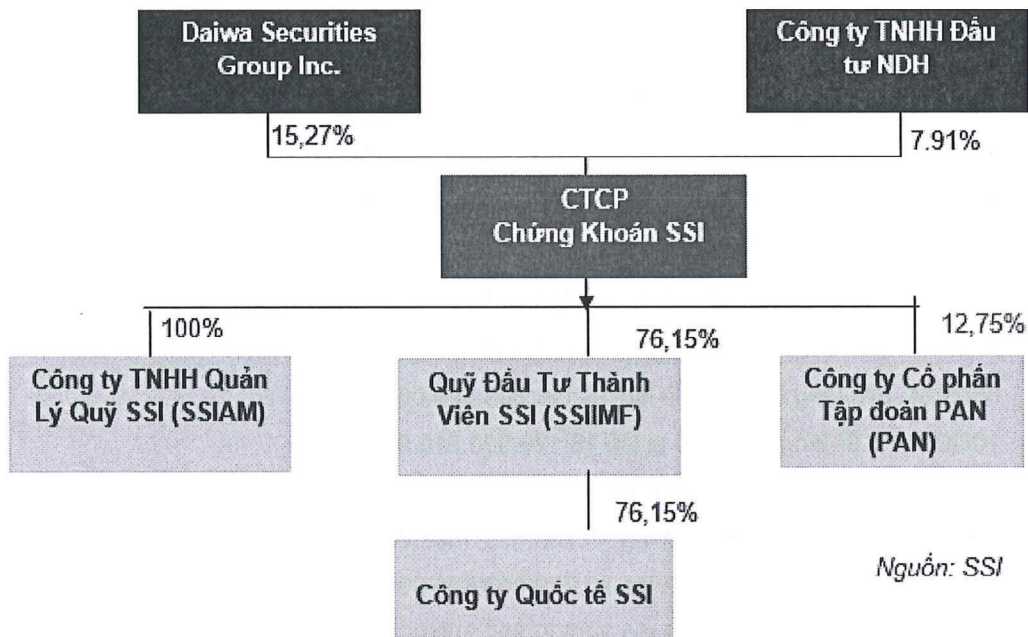 Daiwa Securities
Group Inc.
Công ty TNHH Đầu
tư NDH
15,27%
7.91%
CTCP
Chứng Khoán SSI
100%
76,15%
12,75%
Công ty TNHH Quản
Lý Quỹ SSI (SSIAM)
Quỹ Đầu Tư Thành
Viên SSI (SSIIMF)
Công ty Cổ phần
Tập đoàn PAN
(PAN)
76,15%
Công ty Quốc tế SSI
Nguồn: SSI